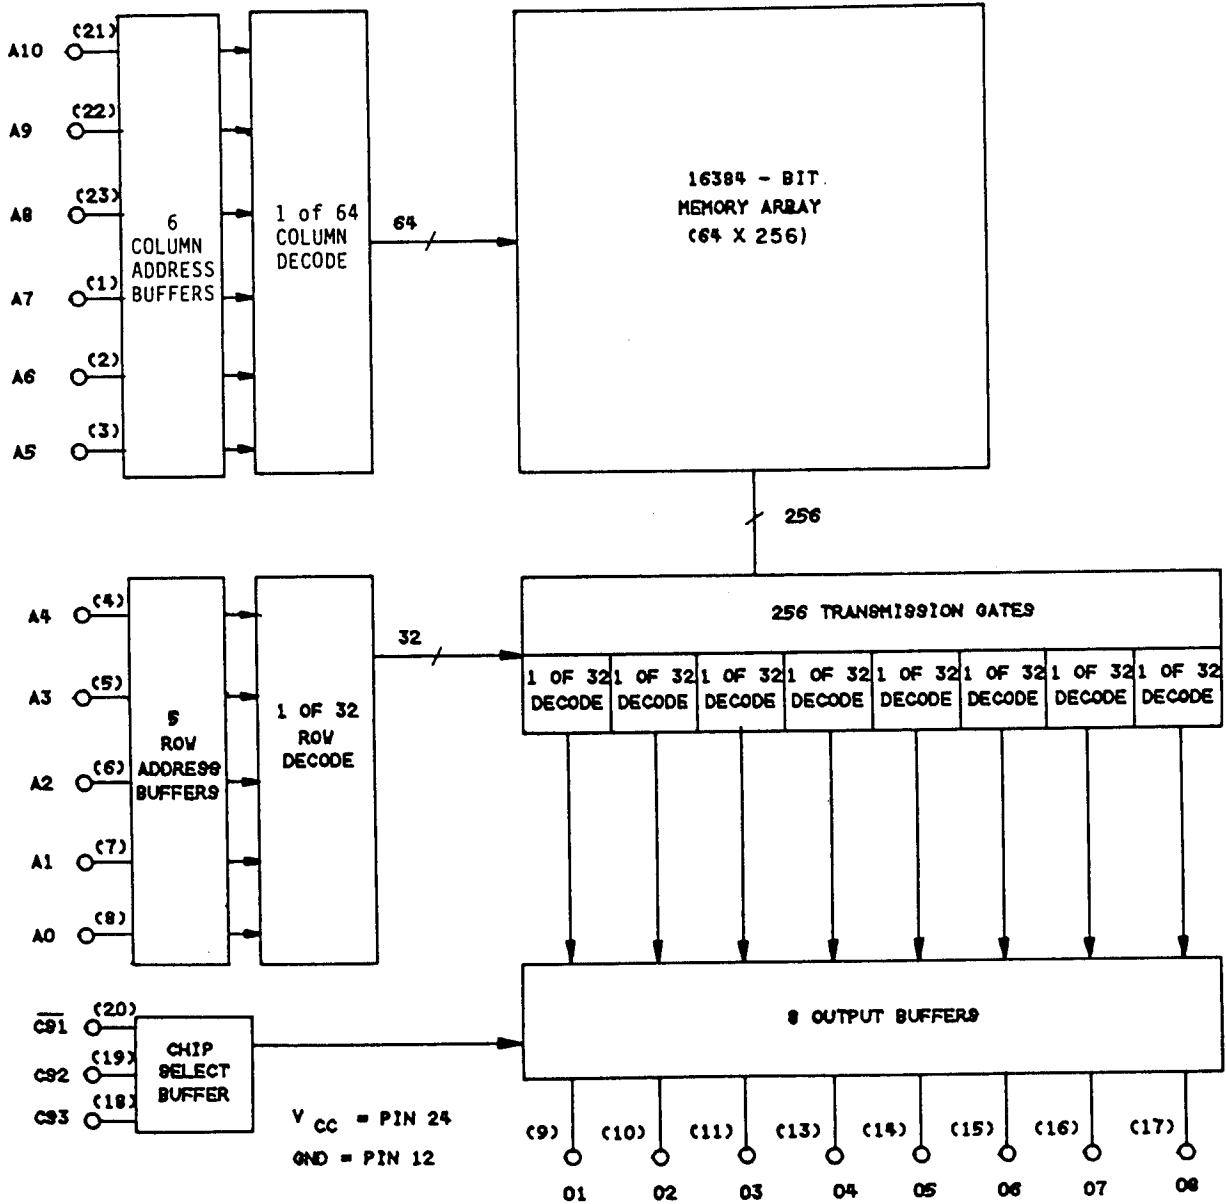 A10 (21)
A9 (22)
A8 (23)
A7 (1)
A6 (2)
A5 (3)
6
COLUMN
ADDRESS
BUFFERS
1 of 64
COLUMN
DECODE
64
16384 - BIT
MEMORY ARRAY
(64 X 256)
256
A4 (4)
A3 (5)
A2 (6)
A1 (7)
A0 (8)
5
ROW
ADDRESS
BUFFERS
1 OF 32
ROW
DECODE
32
256 TRANSMISSION GATES
1 OF 32 1 OF 32 1 OF 32 1 OF 32 1 OF 32 1 OF 32 1 OF 32 1 OF 32
DECODE DECODE DECODE DECODE DECODE DECODE DECODE DECODE
C̅S̅1̅ (20)
CS2 (19)
CS3 (18)
CHIP
SELECT
BUFFER
8 OUTPUT BUFFERS
V CC = PIN 24
GND = PIN 12
(9) (10) (11) (13) (14) (15) (16) (17)
O1 O2 O3 O4 O5 O6 O7 O8